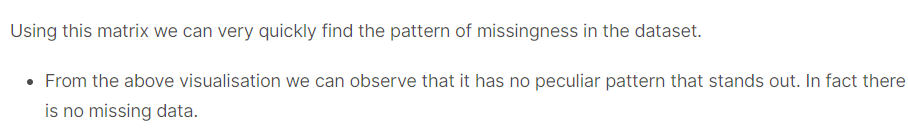 Using this matrix we can very quickly find the pattern of missingness in the dataset.
• From the above visualisation we can observe that it has no peculiar pattern that stands out. In fact there
is no missing data.